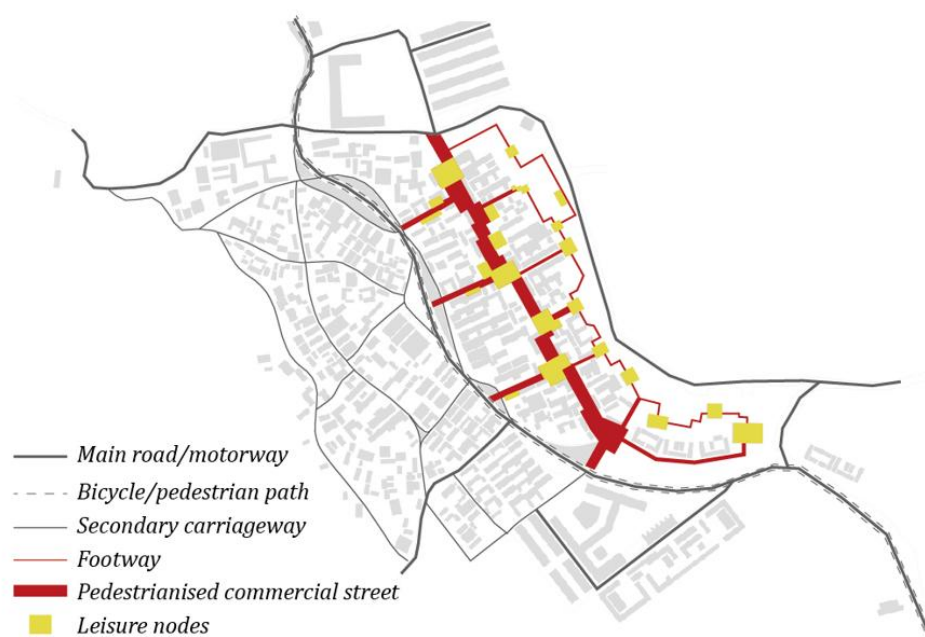 Main road/motorway
Bicycle/pedestrian path
Secondary carriageway
Footway
Pedestrianised commercial street
Leisure nodes